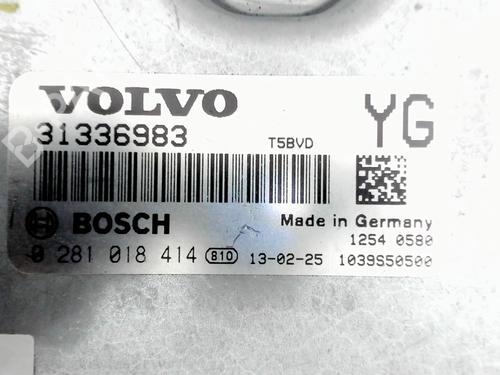 VOLVO
YG
31336983
T5BVD
BOSCH
Made in Germany
1254 0580
0 281 018 414 810 13-02-25 1039S50500